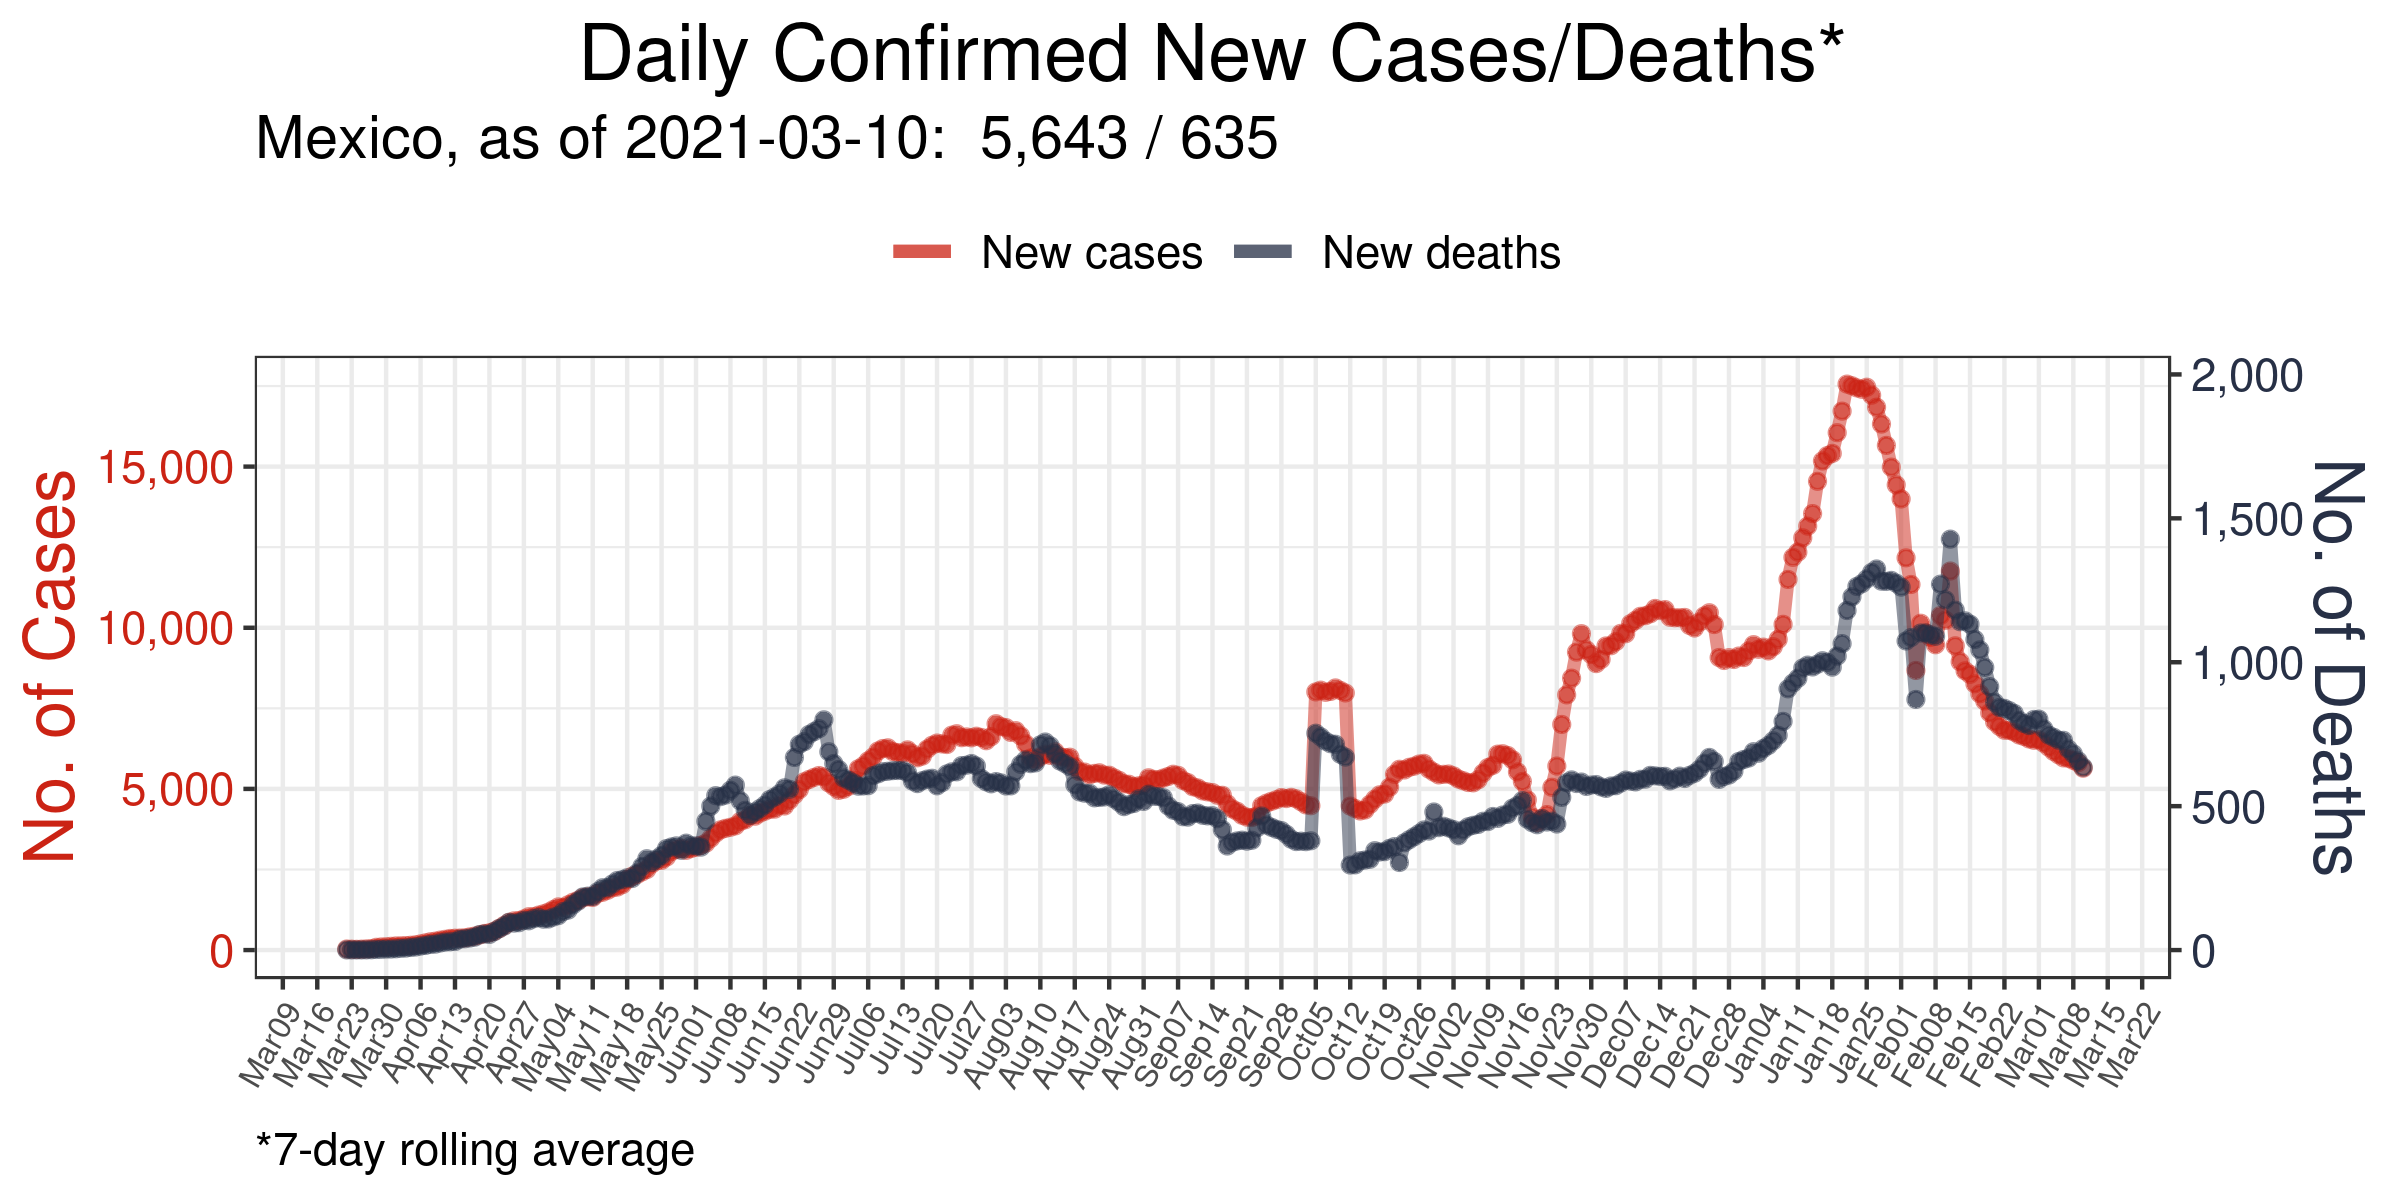 Daily Confirmed New Cases/Deaths*
Mexico, as of 2021-03-10:  5,643 / 635
New cases
New deaths
No. of Cases
15,000
10,000
5,000
0
2,000
1,500
1,000
500
0
No. of Deaths
Mar09
Mar16
Mar23
Mar30
Apr06
Apr13
Apr20
Apr27
May04
May11
May18
May25
Jun01
Jun08
Jun15
Jun22
Jun29
Jul06
Jul13
Jul20
Jul27
Aug03
Aug10
Aug17
Aug24
Aug31
Sep07
Sep14
Sep21
Sep28
Oct05
Oct12
Oct19
Oct26
Nov02
Nov09
Nov16
Nov23
Nov30
Dec07
Dec14
Dec21
Dec28
Jan04
Jan11
Jan18
Jan25
Feb01
Feb08
Feb15
Feb22
Mar01
Mar08
Mar15
Mar22
*7-day rolling average